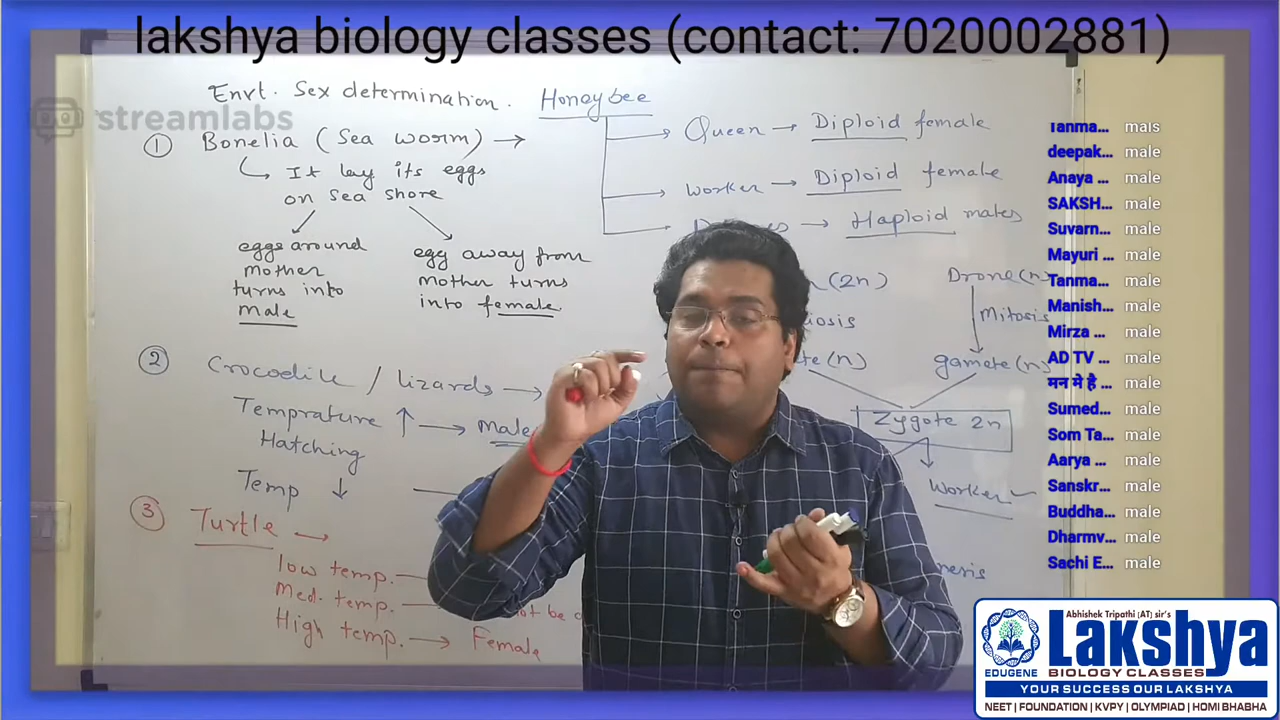 lakshya biology classes (contact: 7020002881)
streamlabs
Envt. Sex determination.
① Bonelia (Sea worm) →
It lay its eggs
on sea shore
eggs around
mother
turns into
male
egg away from
mother turns
into female
② Crocodile / lizards →
Temprature ↑ → male
Hatching
Temp ↓
③ Turtle →
low temp.
Med. temp. not be
High temp. → Female
Honeybee
Queen → Diploid female
Worker → Diploid female
→ Haploid males
(2n)
Drone (n)
Mitosis
(n)
gamete (n)
Zygote 2n
Worker
Tanma... male
deepak... male
Anaya ... male
SAKSH... male
Suvarn... male
Mayuri ... male
Tanma... male
Manish... male
Mirza ... male
AD TV ... male
मन मे है ... male
Sumed... male
Som Ta... male
Aarya ... male
Sanskr... male
Buddha... male
Dharmv... male
Sachi E... male
Abhishek Tripathi (AT) sir's
Lakshya
EDUGENE BIOLOGY CLASSES
YOUR SUCCESS OUR LAKSHYA
NEET | FOUNDATION | KVPY | OLYMPIAD | HOMI BHABHA